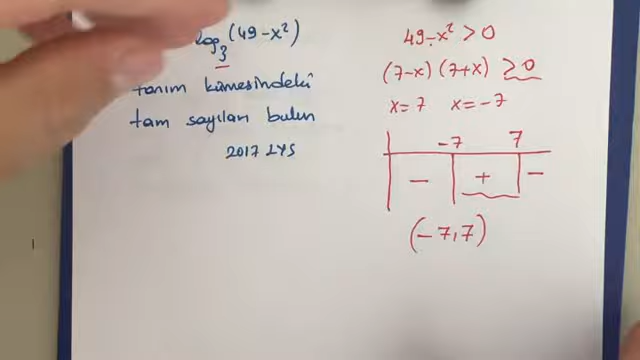 log₃(49-x²)
tanım kümesindeki
tam sayıları bulun
2017 LYS
49-x² > 0
(7-x) (7+x) ≥ 0
x=7 x=-7
-7 7
- + -
(-7,7)